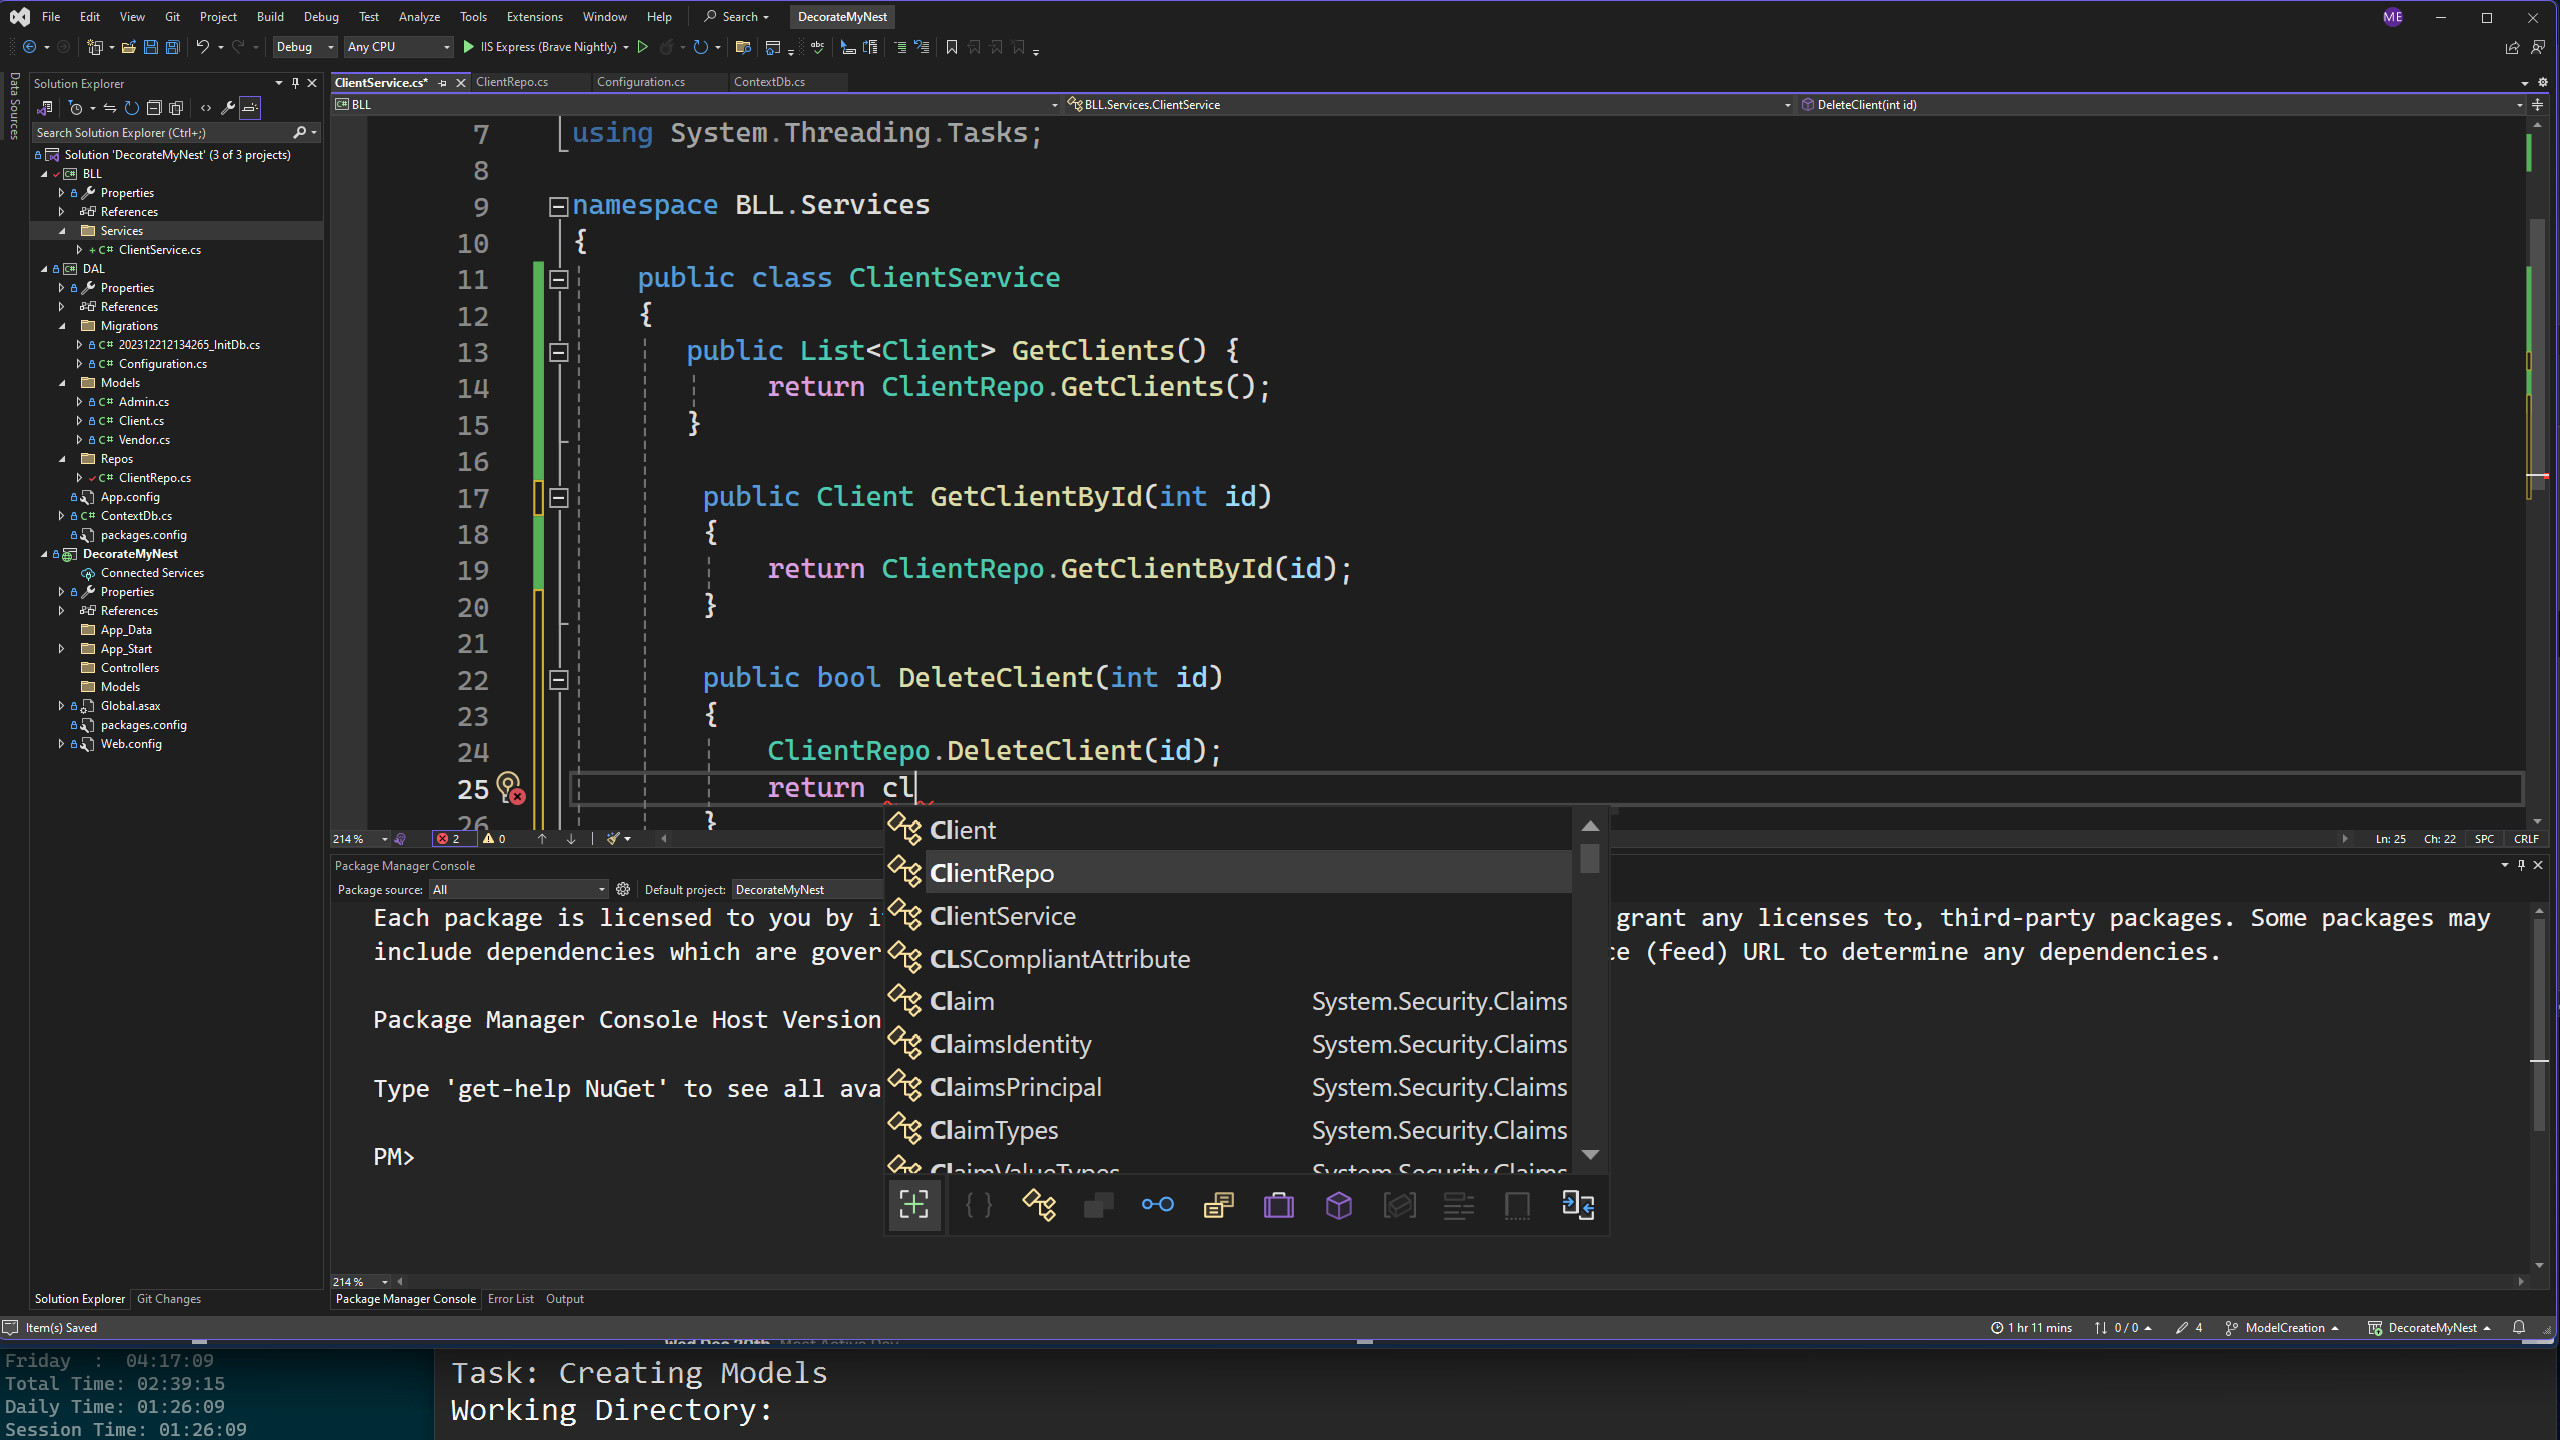 File Edit View Git Project Build Debug Test Analyze Tools Extensions Window Help Search DecorateMyNest ME
Debug Any CPU IIS Express (Brave Nightly)
Data Sources
Solution Explorer
Search Solution Explorer (Ctrl+;)
Solution 'DecorateMyNest' (3 of 3 projects)
BLL
Properties
References
Services
ClientService.cs
DAL
Properties
References
Migrations
202312212134265_InitDb.cs
Configuration.cs
Models
Admin.cs
Client.cs
Vendor.cs
Repos
ClientRepo.cs
App.config
ContextDb.cs
packages.config
DecorateMyNest
Connected Services
Properties
References
App_Data
App_Start
Controllers
Models
Global.asax
packages.config
Web.config
Solution Explorer Git Changes
ClientService.cs* ClientRepo.cs Configuration.cs ContextDb.cs
BLL BLL.Services.ClientService DeleteClient(int id)
7 using System.Threading.Tasks;
8
9 namespace BLL.Services
10 {
11 public class ClientService
12 {
13 public List<Client> GetClients() {
14 return ClientRepo.GetClients();
15 }
16
17 public Client GetClientById(int id)
18 {
19 return ClientRepo.GetClientById(id);
20 }
21
22 public bool DeleteClient(int id)
23 {
24 ClientRepo.DeleteClient(id);
25 return cl
26 }
214 % 2 0 Ln: 25 Ch: 22 SPC CRLF
Client
ClientRepo
ClientService
CLSCompliantAttribute
Claim System.Security.Claims
ClaimsIdentity System.Security.Claims
ClaimsPrincipal System.Security.Claims
ClaimTypes System.Security.Claims
ClaimValueTypes System.Security.Claims
Package Manager Console
Package source: All Default project: DecorateMyNest
Each package is licensed to you by i grant any licenses to, third-party packages. Some packages may
include dependencies which are gover ce (feed) URL to determine any dependencies.
Package Manager Console Host Version
Type 'get-help NuGet' to see all ava
PM>
214 %
Package Manager Console Error List Output
Item(s) Saved 1 hr 11 mins 0 / 0 4 ModelCreation DecorateMyNest
Wed Dec 20th Most Active Day
Friday : 04:17:09
Total Time: 02:39:15
Daily Time: 01:26:09
Session Time: 01:26:09
Task: Creating Models
Working Directory: